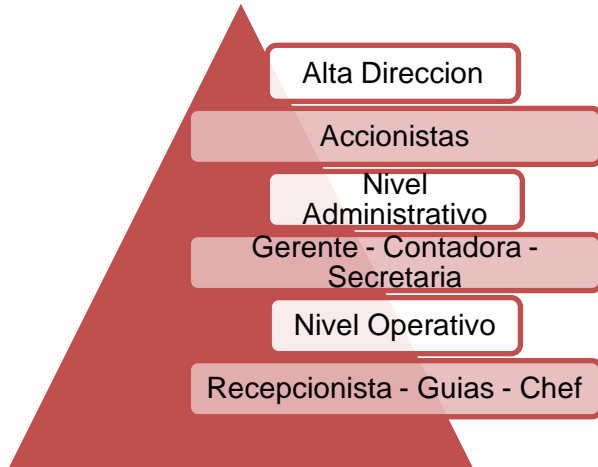 Alta Direccion
Accionistas
Nivel
Administrativo
Gerente - Contadora -
Secretaria
Nivel Operativo
Recepcionista - Guias - Chef